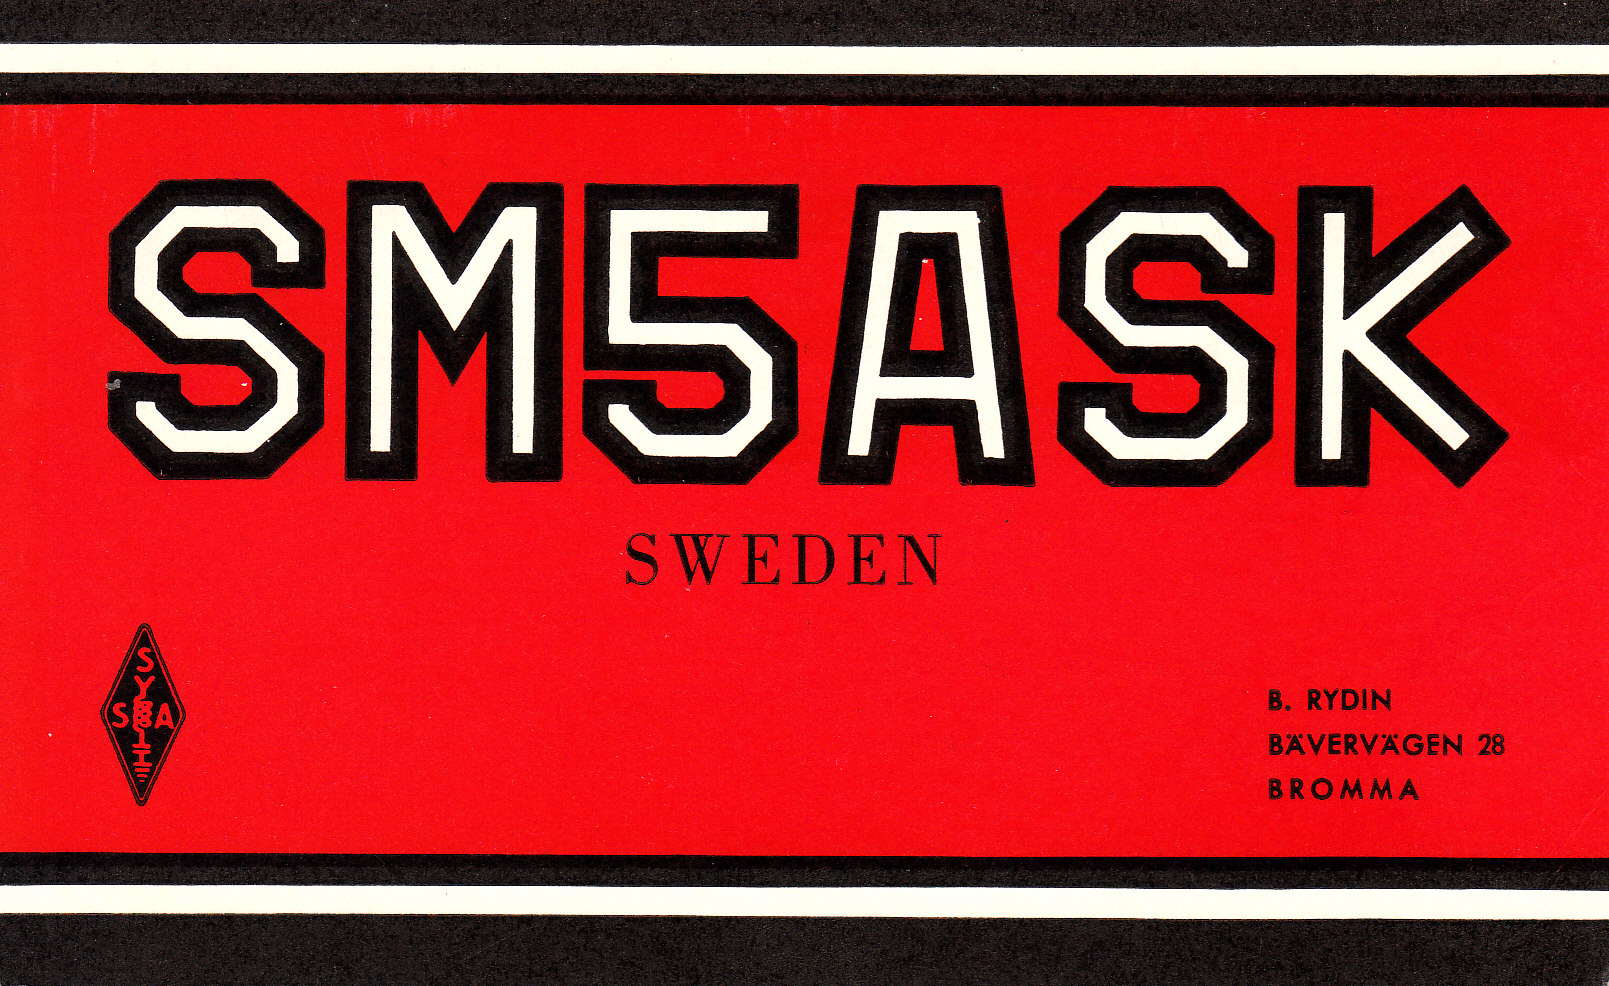 SM5ASK
SWEDEN
S
Y
S A
B. RYDIN
BÄVERVÄGEN 28
BROMMA